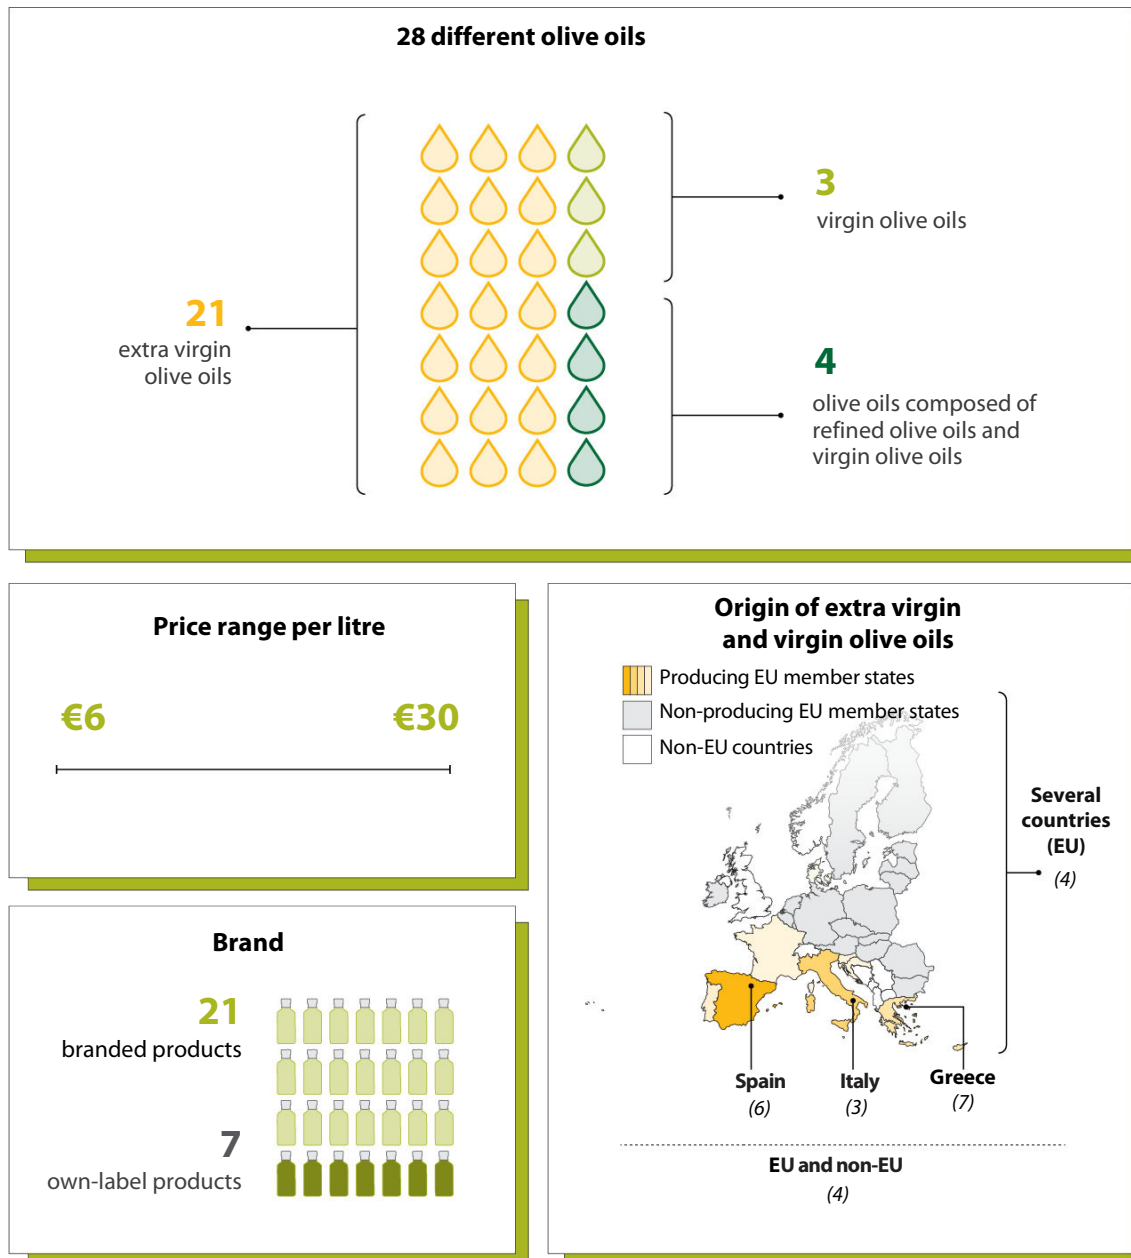 28 different olive oils
3
virgin olive oils
21
extra virgin
olive oils
4
olive oils composed of
refined olive oils and
virgin olive oils
Price range per litre
€6
€30
Brand
21
branded products
7
own-label products
Origin of extra virgin
and virgin olive oils
Producing EU member states
Non-producing EU member states
Non-EU countries
Several
countries
(EU)
(4)
Spain
(6)
Italy
(3)
Greece
(7)
EU and non-EU
(4)